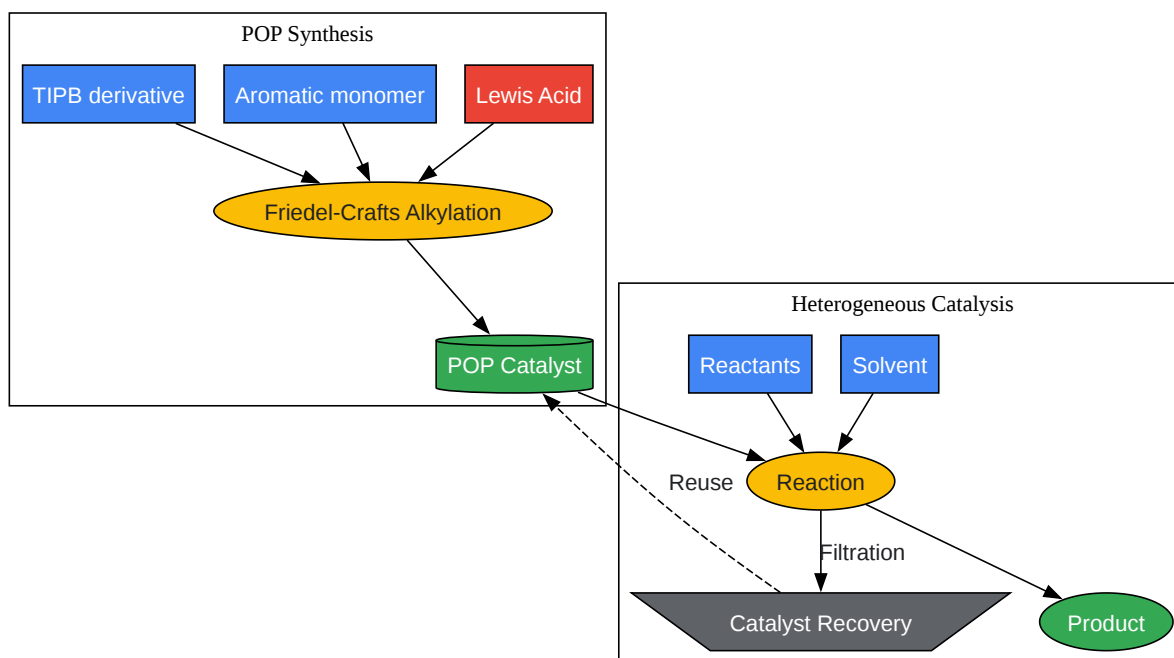 POP Synthesis
TIPB derivative
Aromatic monomer
Lewis Acid
Friedel-Crafts Alkylation
POP Catalyst
Heterogeneous Catalysis
Reactants
Solvent
Reaction
Reuse
Filtration
Catalyst Recovery
Product